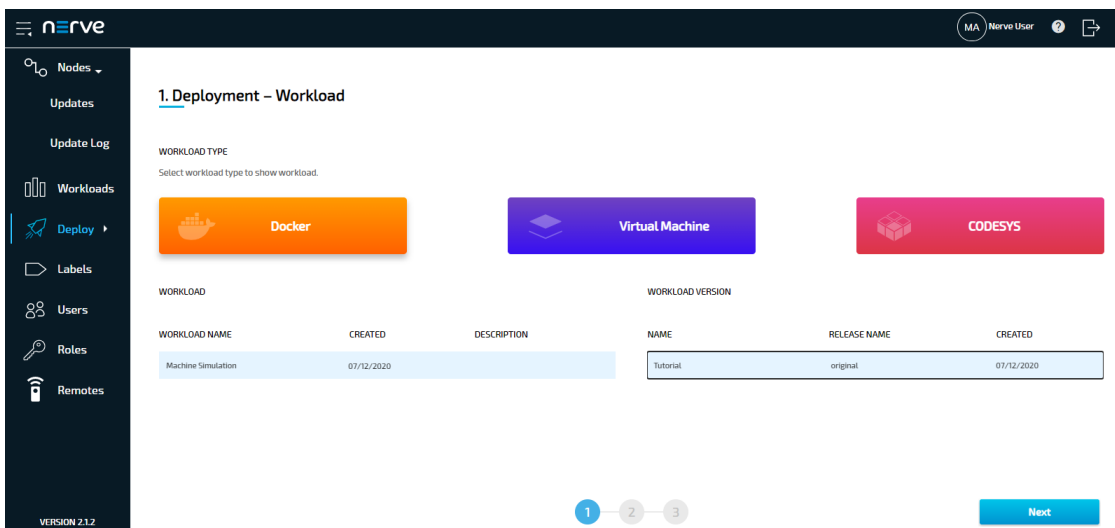 nerve
MA Nerve User ?
Nodes
Updates
Update Log
Workloads
Deploy
Labels
Users
Roles
Remotes
VERSION 2.1.2
1. Deployment – Workload
WORKLOAD TYPE
Select workload type to show workload.
Docker
Virtual Machine
CODESYS
WORKLOAD
WORKLOAD NAME CREATED DESCRIPTION
Machine Simulation 07/12/2020
WORKLOAD VERSION
NAME RELEASE NAME CREATED
Tutorial original 07/12/2020
1 2 3
Next